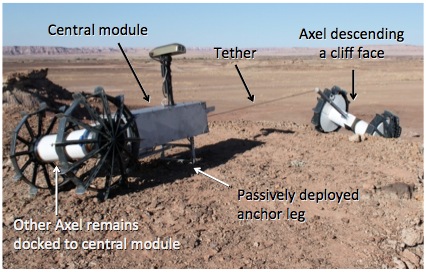 Central module
Tether
Axel descending
a cliff face
Passively deployed
anchor leg
Other Axel remains
docked to central module